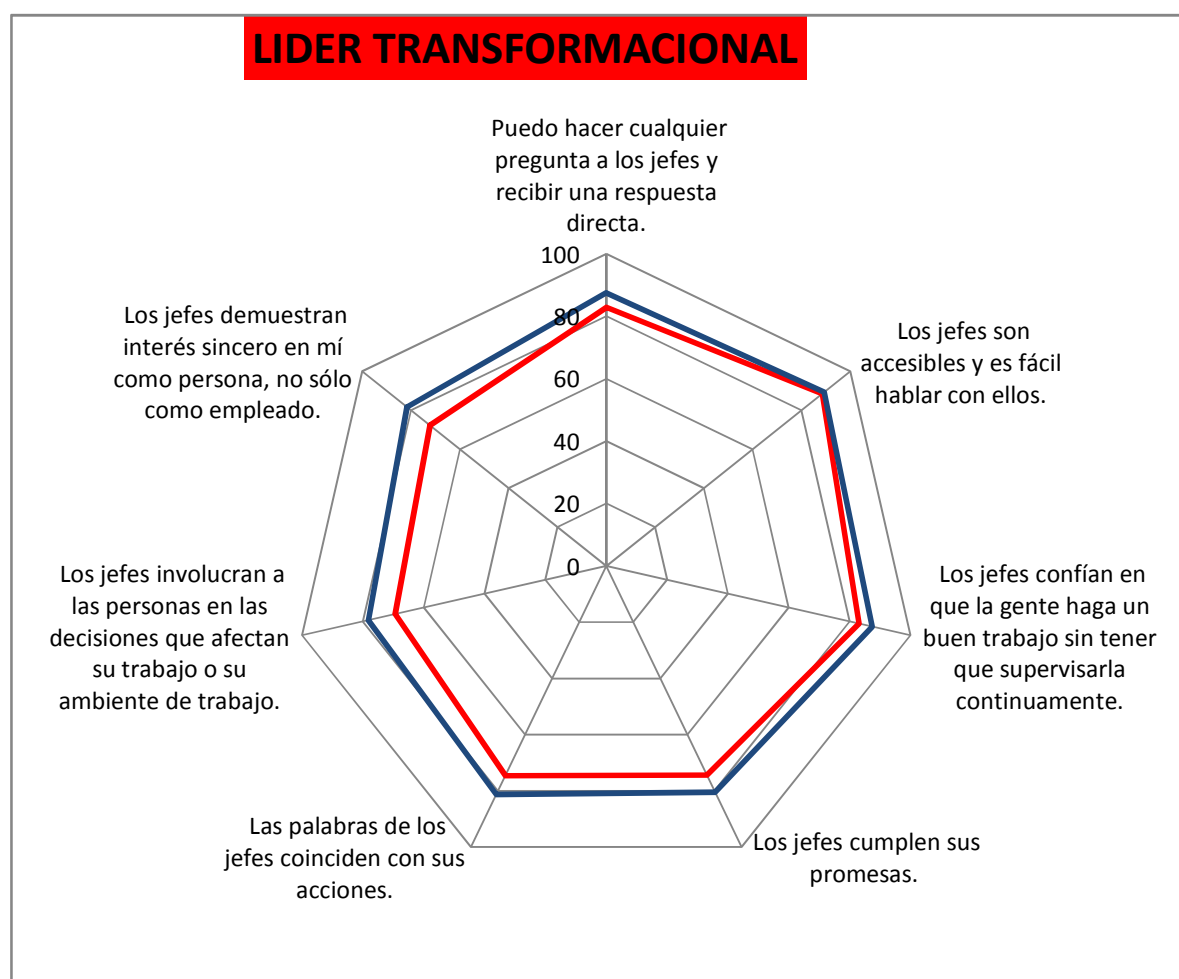 LIDER TRANSFORMACIONAL
Puedo hacer cualquier
pregunta a los jefes y
recibir una respuesta
directa.
100
80
60
40
20
0
Los jefes son
accesibles y es fácil
hablar con ellos.
Los jefes confían en
que la gente haga un
buen trabajo sin tener
que supervisarla
continuamente.
Los jefes cumplen sus
promesas.
Las palabras de los
jefes coinciden con sus
acciones.
Los jefes involucran a
las personas en las
decisiones que afectan
su trabajo o su
ambiente de trabajo.
Los jefes demuestran
interés sincero en mí
como persona, no sólo
como empleado.